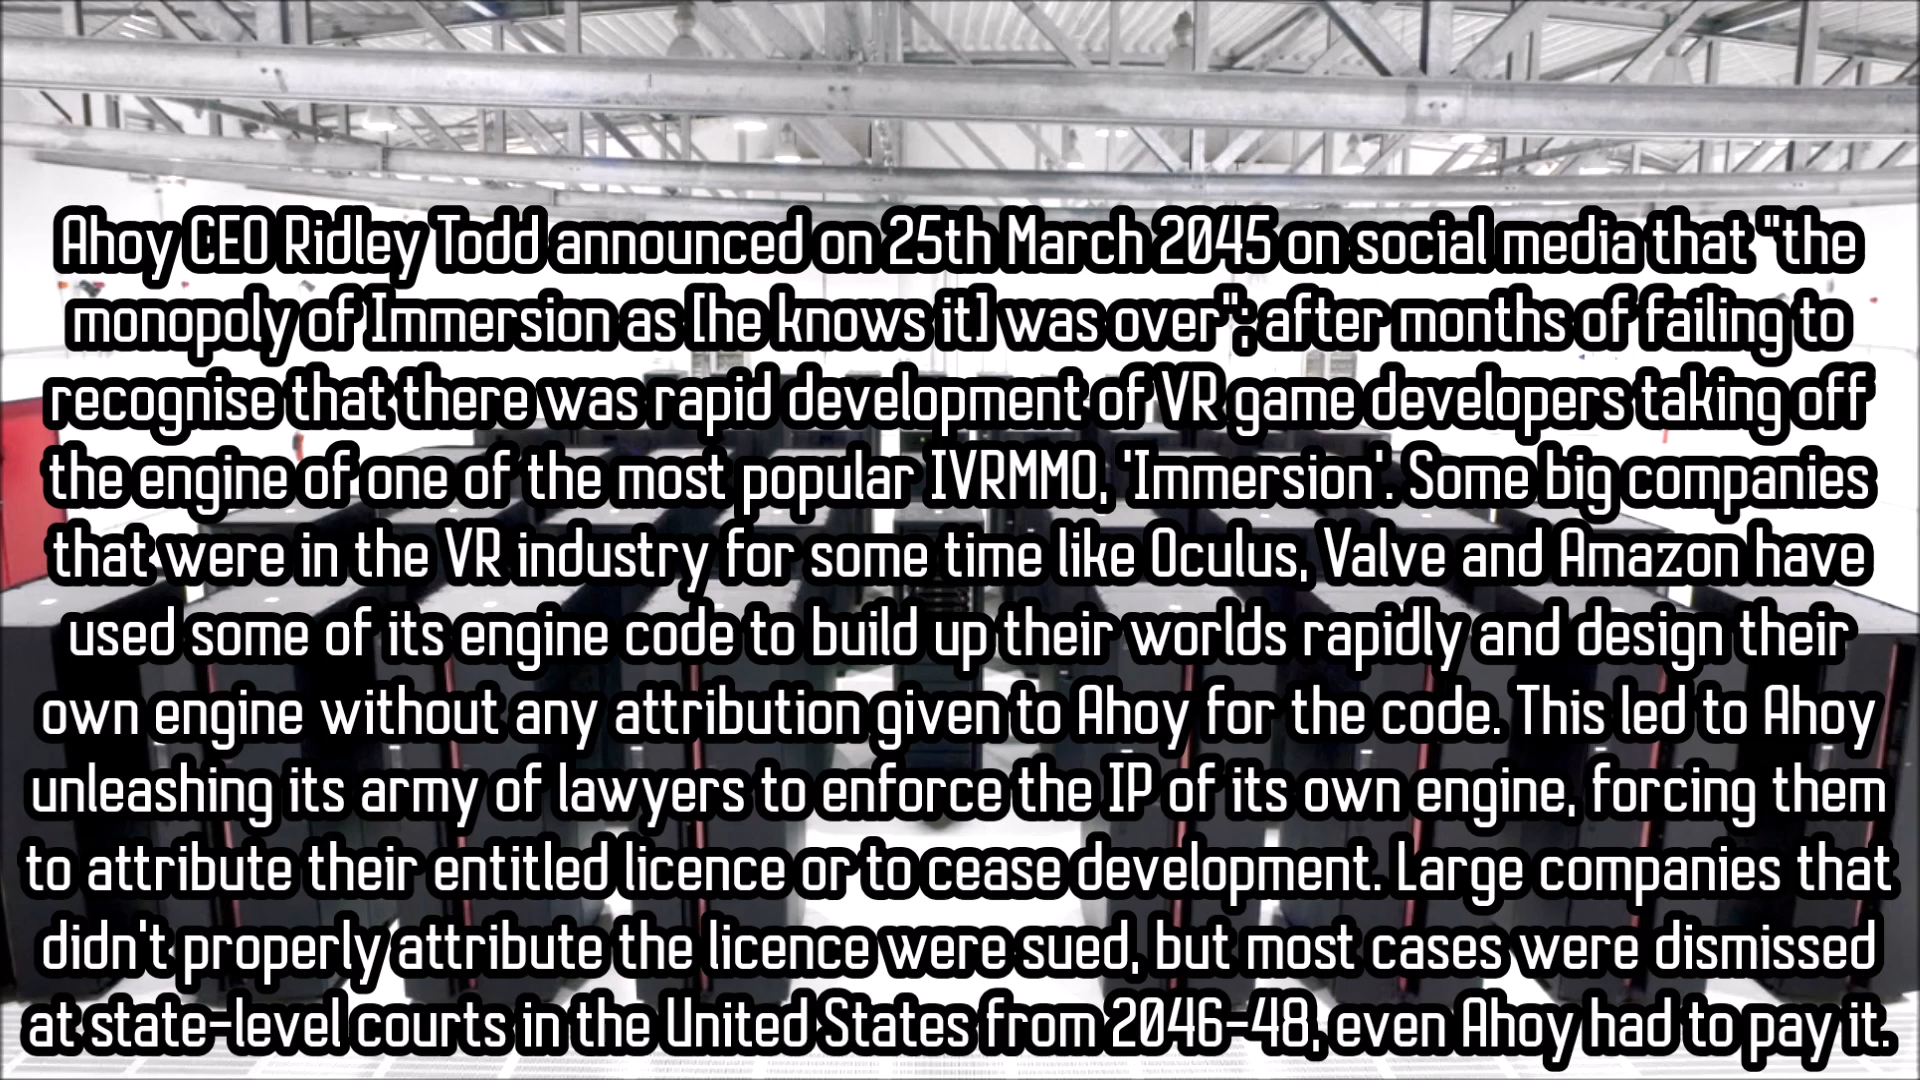 Ahoy CEO Ridley Todd announced on 25th March 2045 on social media that "the
monopoly of Immersion as [he knows it] was over"; after months of failing to
recognise that there was rapid development of VR game developers taking off
the engine of one of the most popular IVRMMO, 'Immersion'. Some big companies
that were in the VR industry for some time like Oculus, Valve and Amazon have
used some of its engine code to build up their worlds rapidly and design their
own engine without any attribution given to Ahoy for the code. This led to Ahoy
unleashing its army of lawyers to enforce the IP of its own engine, forcing them
to attribute their entitled licence or to cease development. Large companies that
didn't properly attribute the licence were sued, but most cases were dismissed
at state-level courts in the United States from 2046-48, even Ahoy had to pay it.